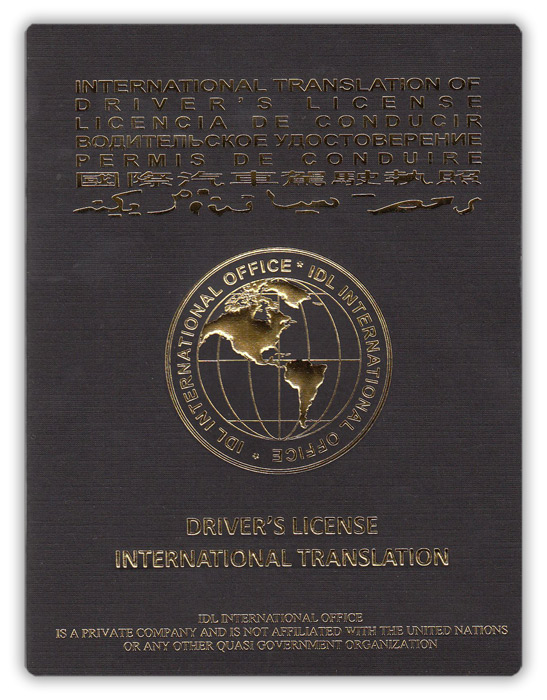 INTERNATIONAL TRANSLATION OF
DRIVER'S LICENSE
LICENCIA DE CONDUCIR
ВОДИТЕЛЬСКОЕ УДОСТОВЕРЕНИЕ
PERMIS DE CONDUIRE
國際汽車駕駛執照
IDL INTERNATIONAL OFFICE * IDL INTERNATIONAL OFFICE *
DRIVER'S LICENSE
INTERNATIONAL TRANSLATION
IDL INTERNATIONAL OFFICE
IS A PRIVATE COMPANY AND IS NOT AFFILIATED WITH THE UNITED NATIONS
OR ANY OTHER QUASI GOVERNMENT ORGANIZATION